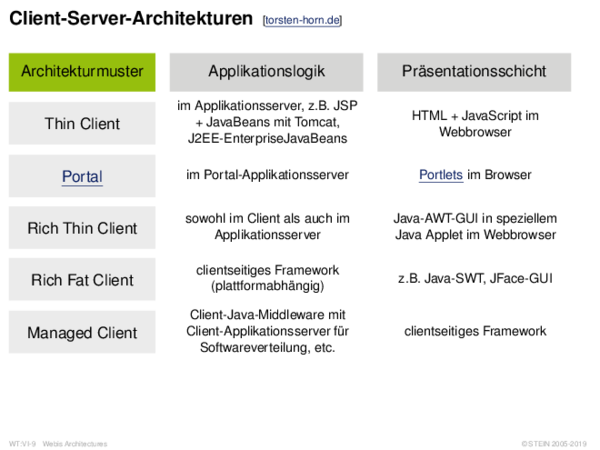 Client-Server-Architekturen [torsten-horn.de]
Architekturmuster
Applikationslogik
Präsentationsschicht
Thin Client
im Applikationsserver, z.B. JSP
+ JavaBeans mit Tomcat,
J2EE-EnterpriseJavaBeans
HTML + JavaScript im
Webbrowser
Portal
im Portal-Applikationsserver
Portlets im Browser
Rich Thin Client
sowohl im Client als auch im
Applikationsserver
Java-AWT-GUI in speziellem
Java Applet im Webbrowser
Rich Fat Client
clientseitiges Framework
(plattformabhängig)
z.B. Java-SWT, JFace-GUI
Managed Client
Client-Java-Middleware mit
Client-Applikationsserver für
Softwareverteilung, etc.
clientseitiges Framework
WT:VI-9 Webis Architectures
© STEIN 2005-2019